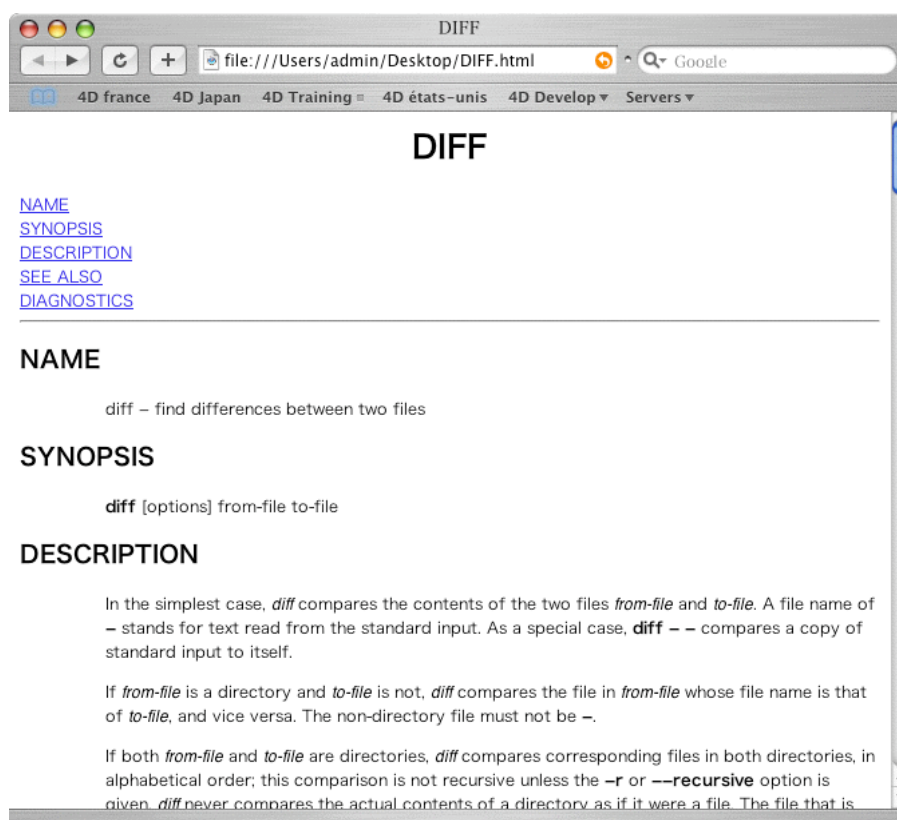 DIFF
file:///Users/admin/Desktop/DIFF.html
Google
4D france 4D Japan 4D Training 4D états-unis 4D Develop Servers
DIFF
NAME
SYNOPSIS
DESCRIPTION
SEE ALSO
DIAGNOSTICS
NAME
diff – find differences between two files
SYNOPSIS
diff [options] from-file to-file
DESCRIPTION
In the simplest case, diff compares the contents of the two files from-file and to-file. A file name of
– stands for text read from the standard input. As a special case, diff – – compares a copy of
standard input to itself.
If from-file is a directory and to-file is not, diff compares the file in from-file whose file name is that
of to-file, and vice versa. The non-directory file must not be –.
If both from-file and to-file are directories, diff compares corresponding files in both directories, in
alphabetical order; this comparison is not recursive unless the –r or ––recursive option is
given. diff never compares the actual contents of a directory as if it were a file. The file that is